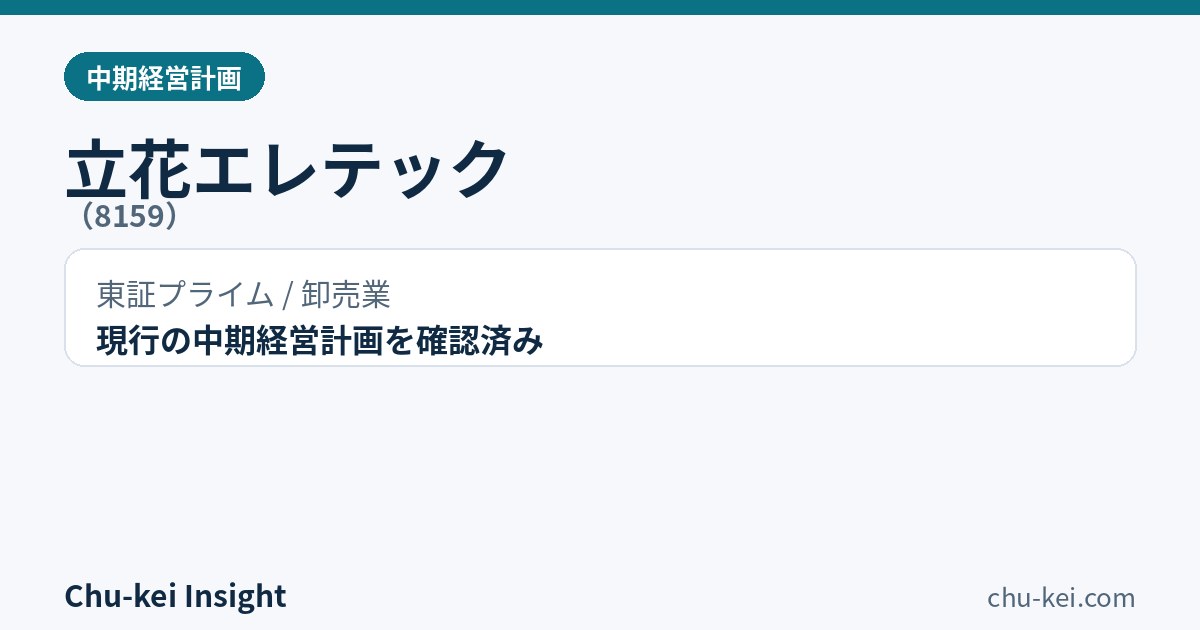 中期経営計画
立花エレテック
（8159）
東証プライム / 卸売業
現行の中期経営計画を確認済み
Chu-kei Insight
chu-kei.com